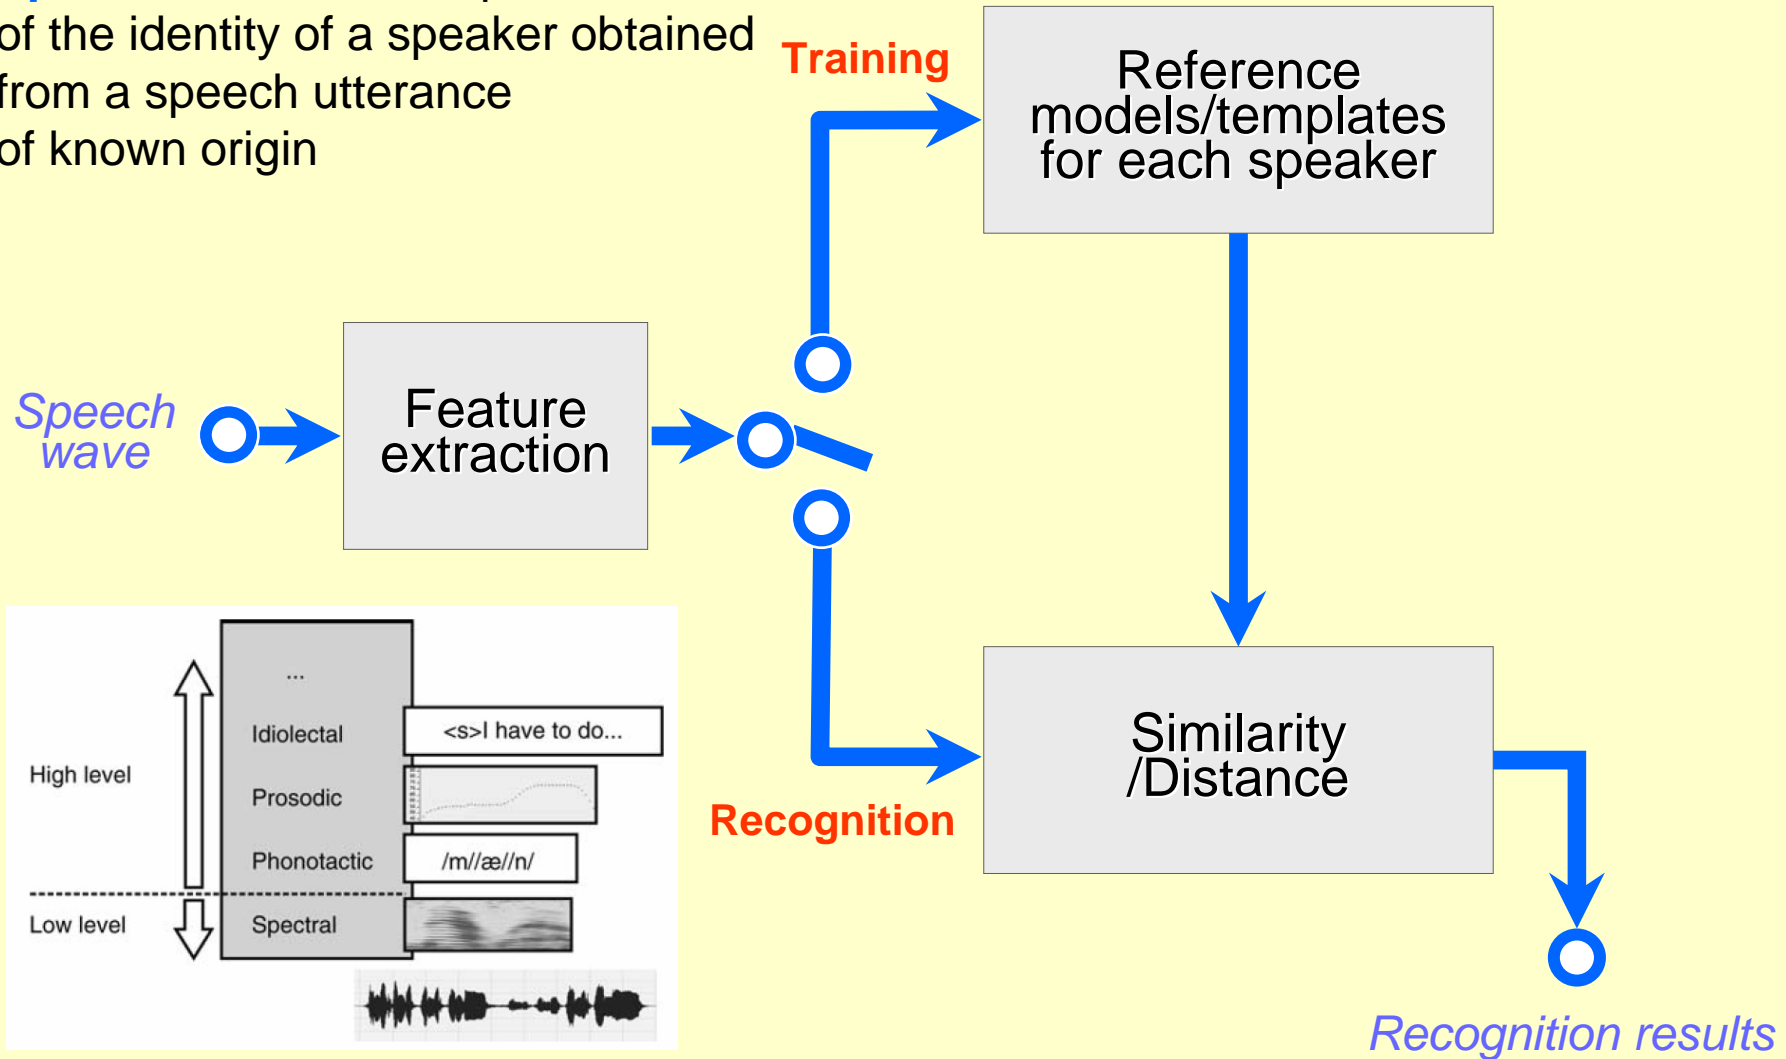 of the identity of a speaker obtained
from a speech utterance
of known origin
Training
Reference
models/templates
for each speaker
Speech
wave
Feature
extraction
...
Idiolectal
<s>I have to do...
High level
Prosodic
Phonotactic
/m//æ//n/
Low level
Spectral
Recognition
Similarity
/Distance
Recognition results